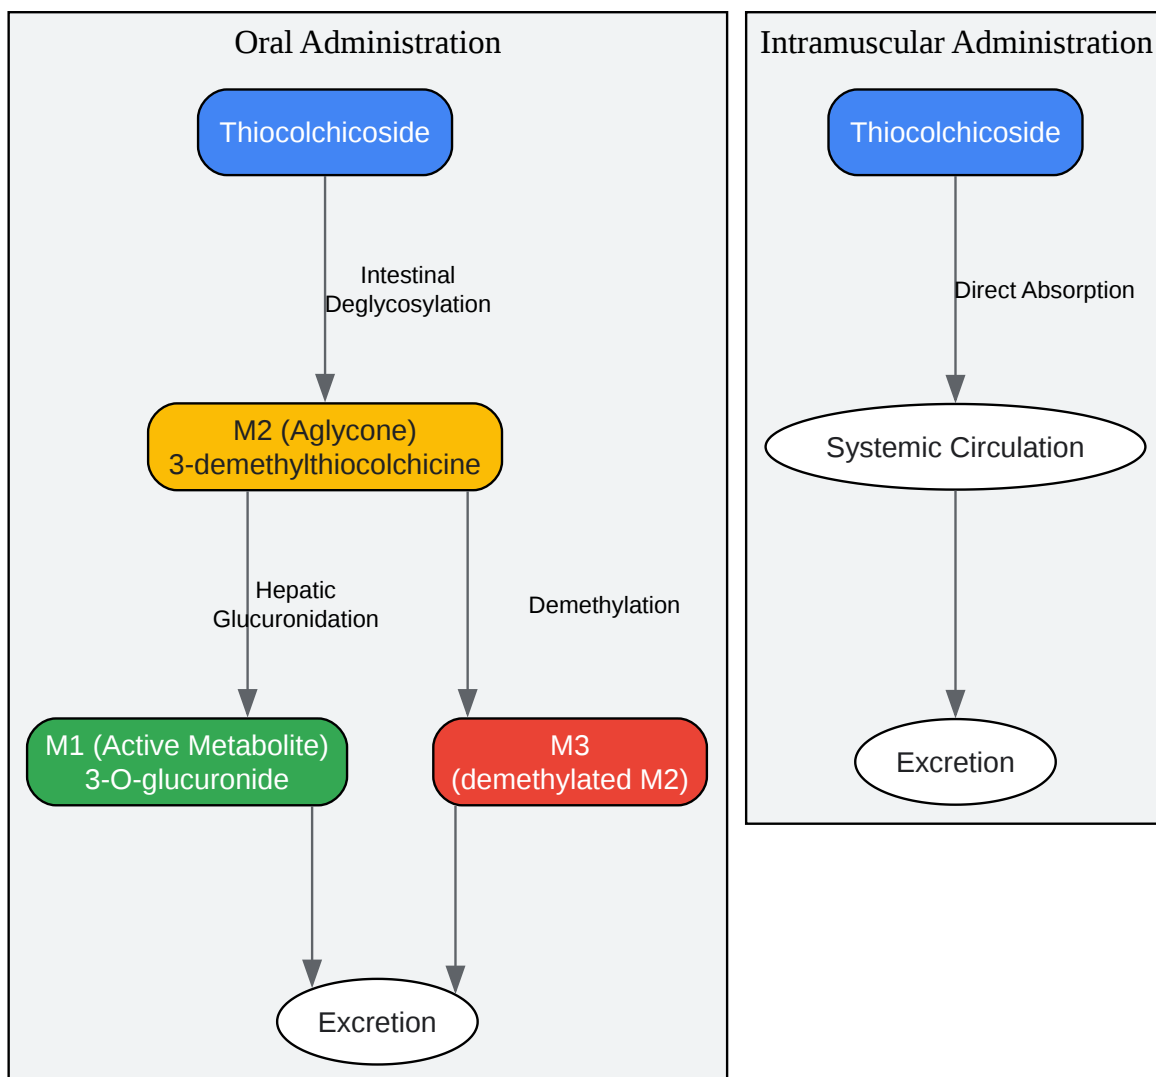 Oral Administration
Thiocolchicoside
Intestinal
Deglycosylation
M2 (Aglycone)
3-demethylthiocolchicine
Hepatic
Glucuronidation
Demethylation
M1 (Active Metabolite)
3-O-glucuronide
M3
(demethylated M2)
Excretion
Intramuscular Administration
Thiocolchicoside
Direct Absorption
Systemic Circulation
Excretion